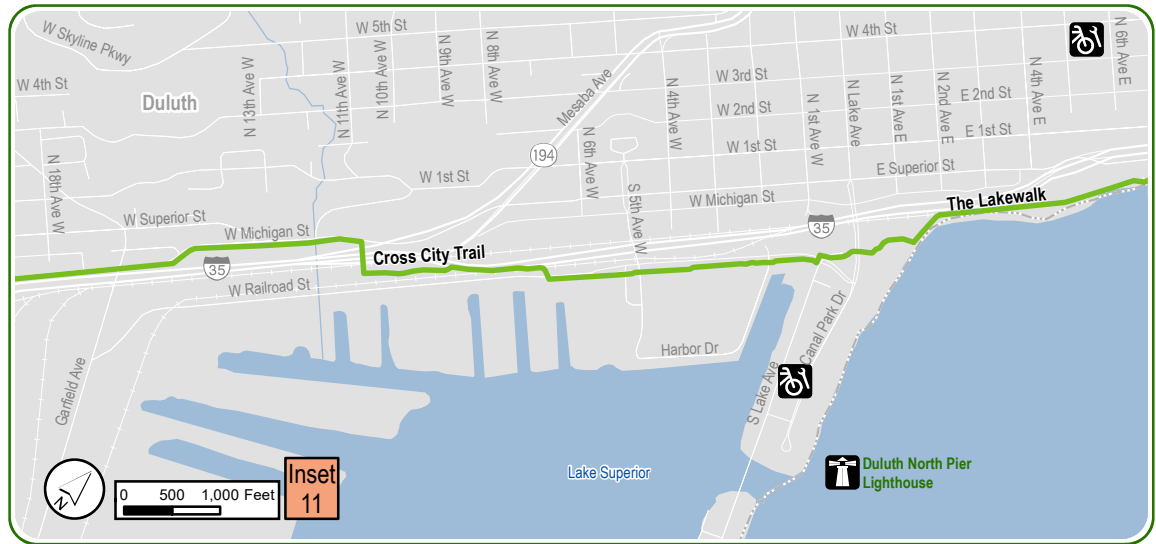 W Skyline Pkwy
W 5th St
W 4th St
W 4th St
Duluth
N 13th Ave W
N 11th Ave W
N 10th Ave W
N 9th Ave W
N 8th Ave W
Mesaba Ave
W 3rd St
W 2nd St
W 1st St
N 4th Ave W
N 1st Ave W
N Lake Ave
N 1st Ave E
N 2nd Ave E
E 2nd St
N 4th Ave E
N 6th Ave E
E 1st St
194
N 6th Ave W
N 18th Ave W
W 1st St
S 5th Ave W
E Superior St
W Michigan St
The Lakewalk
W Superior St
W Michigan St
35
Cross City Trail
35
W Railroad St
Harbor Dr
Canal Park Dr
S Lake Ave
Garfield Ave
Lake Superior
Duluth North Pier
Lighthouse
N
0 500 1,000 Feet
Inset
11